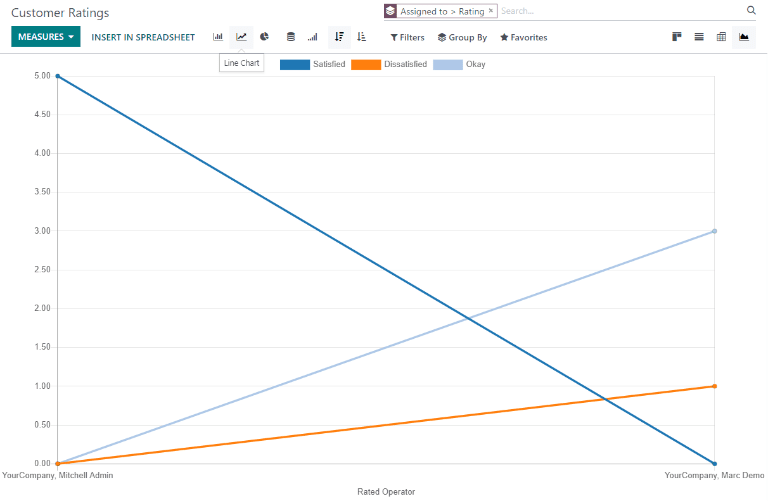 Customer Ratings
Assigned to > Rating × Search...
MEASURES INSERT IN SPREADSHEET Filters Group By Favorites
Line Chart
Satisfied Dissatisfied Okay
5.00
4.50
4.00
3.50
3.00
2.50
2.00
1.50
1.00
0.50
0.00
YourCompany, Mitchell Admin YourCompany, Marc Demo
Rated Operator